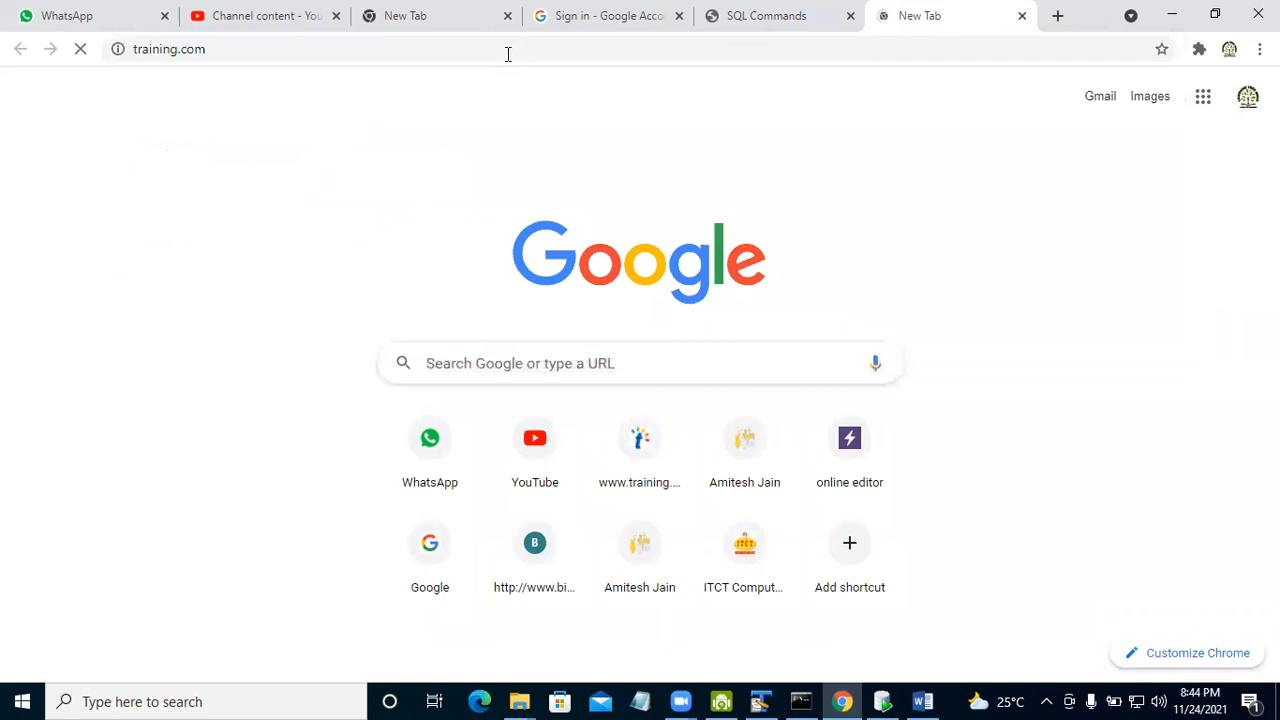 WhatsApp
Channel content - You
New Tab
Sign in - Google Acco
SQL Commands
New Tab
training.com
Gmail
Images
Google
Search Google or type a URL
WhatsApp
YouTube
www.training....
Amitesh Jain
online editor
B
ITCT
Google
http://www.bi...
Amitesh Jain
ITCT Comput...
Add shortcut
Customize Chrome
Type here to search
25°C
8:44 PM
11/24/2021
1